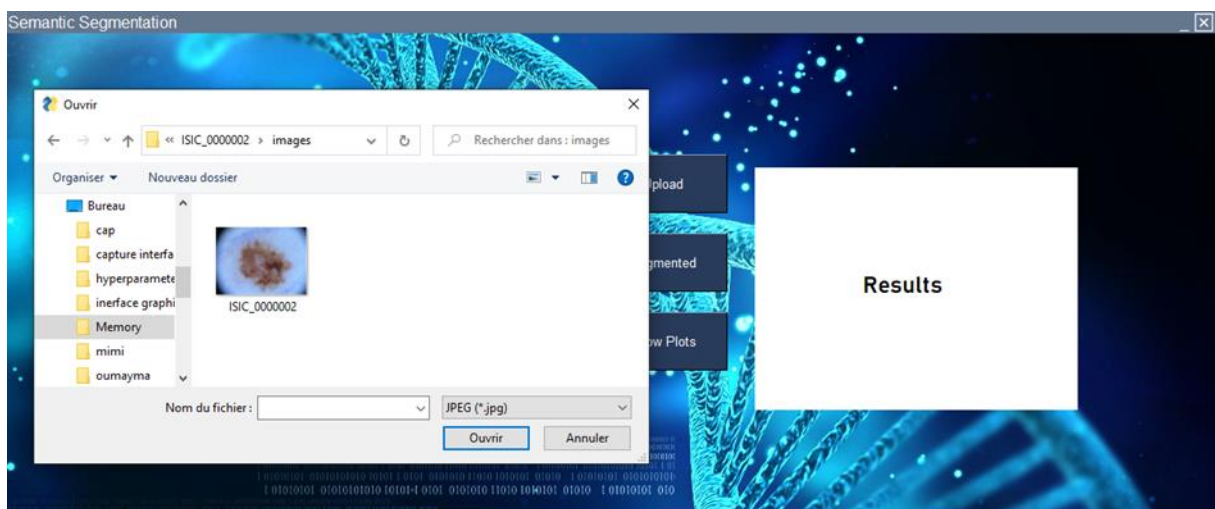 Semantic Segmentation
Ouvrir
« ISIC_0000002 › images
Rechercher dans : images
Organiser
Nouveau dossier
Bureau
cap
capture interfa
hyperparamete
inerface graphi
Memory
mimi
oumayma
ISIC_0000002
Nom du fichier :
JPEG (*.jpg)
Ouvrir
Annuler
pload
gmented
ow Plots
Results